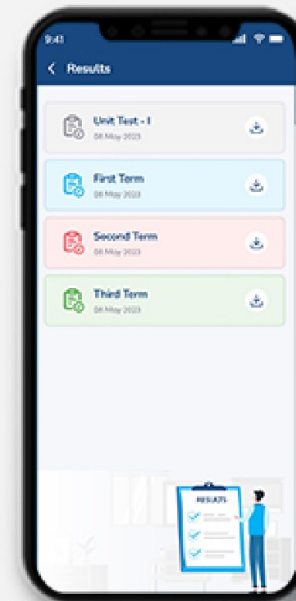 9:41
Results
Unit Test - I
08 May 2023
First Term
08 May 2023
Second Term
08 May 2023
Third Term
08 May 2023
RESULTS